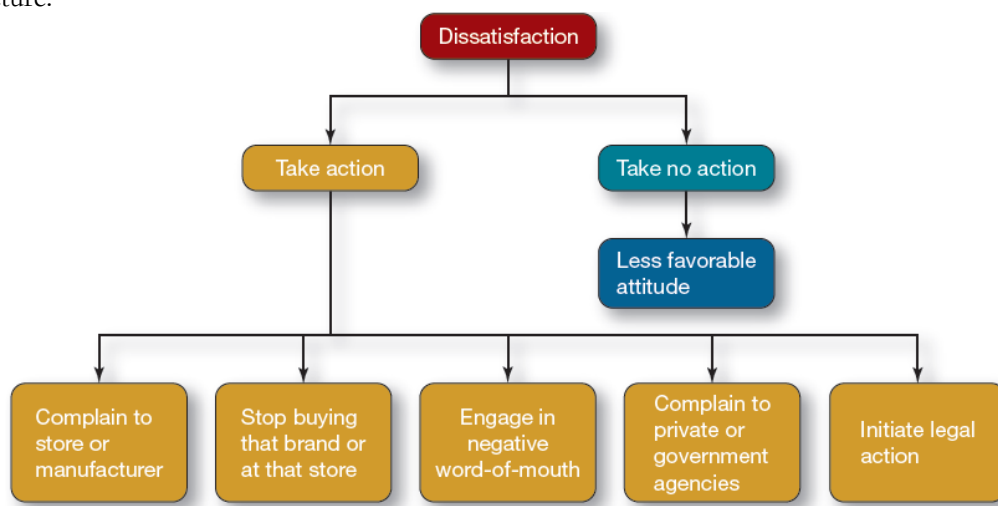 Dissatisfaction
Take action
Take no action
Less favorable
attitude
Complain to
store or
manufacturer
Stop buying
that brand or
at that store
Engage in
negative
word-of-mouth
Complain to
private or
government
agencies
Initiate legal
action